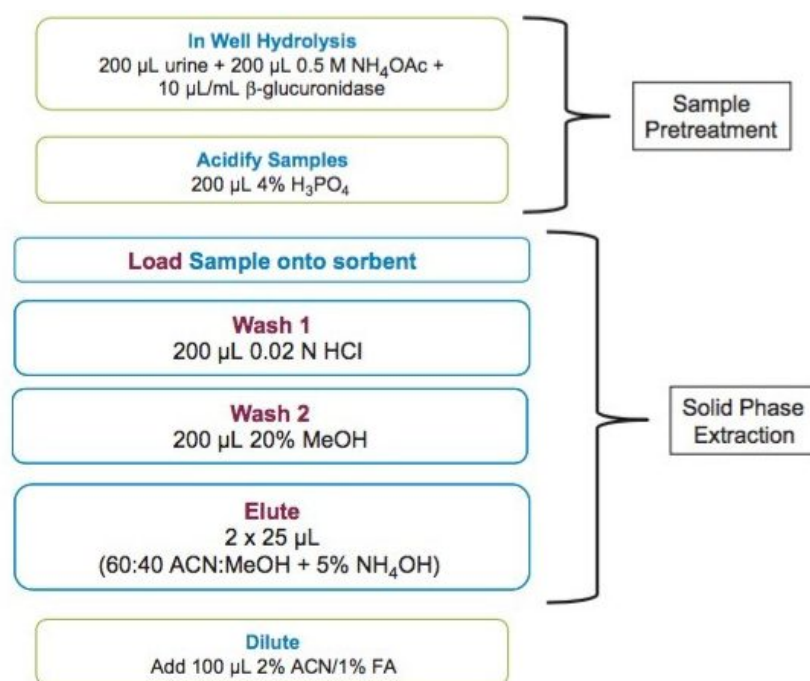 In Well Hydrolysis
200 µL urine + 200 µL 0.5 M NH₄OAc +
10 µL/mL β-glucuronidase
Sample
Pretreatment
Acidify Samples
200 µL 4% H₃PO₄
Load Sample onto sorbent
Wash 1
200 µL 0.02 N HCl
Wash 2
200 µL 20% MeOH
Solid Phase
Extraction
Elute
2 x 25 µL
(60:40 ACN:MeOH + 5% NH₄OH)
Dilute
Add 100 µL 2% ACN/1% FA